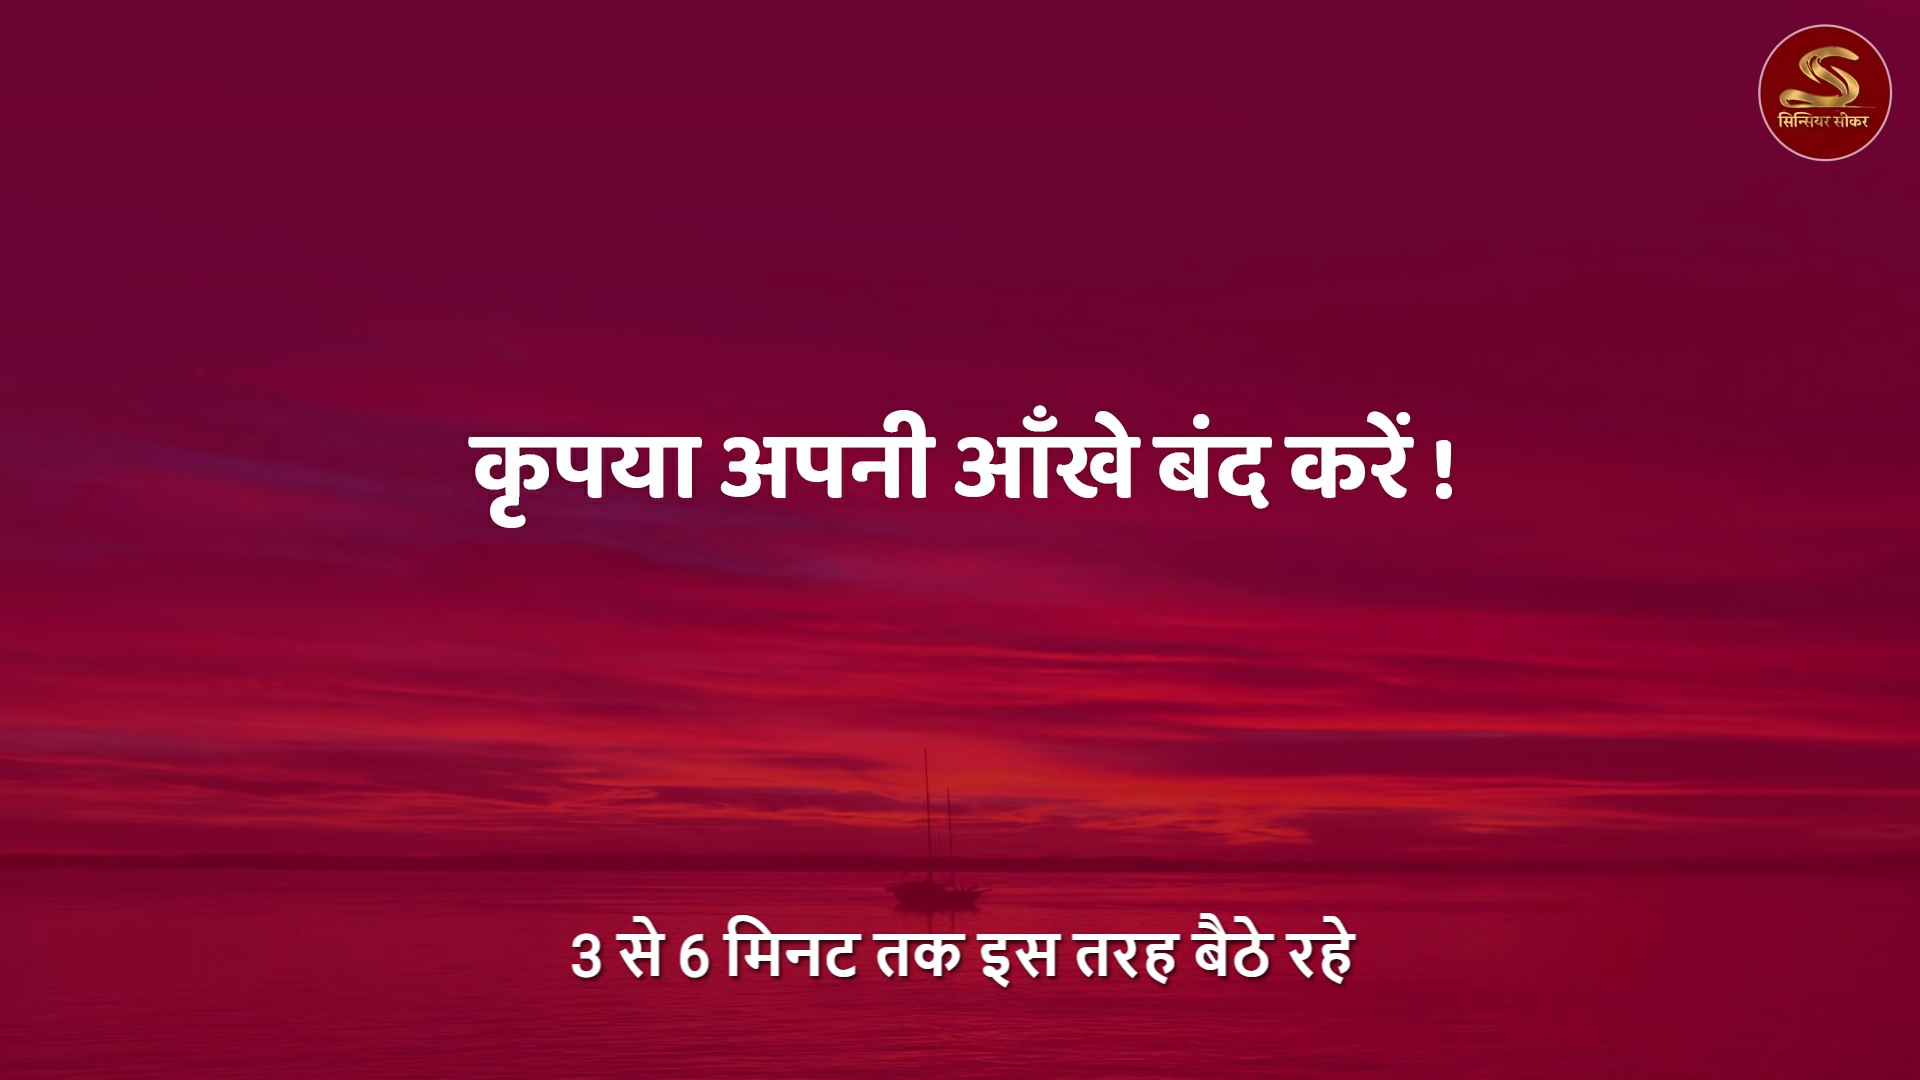 सिन्सियर सीकर
कृपया अपनी आँखे बंद करें !
3 से 6 मिनट तक इस तरह बैठे रहे